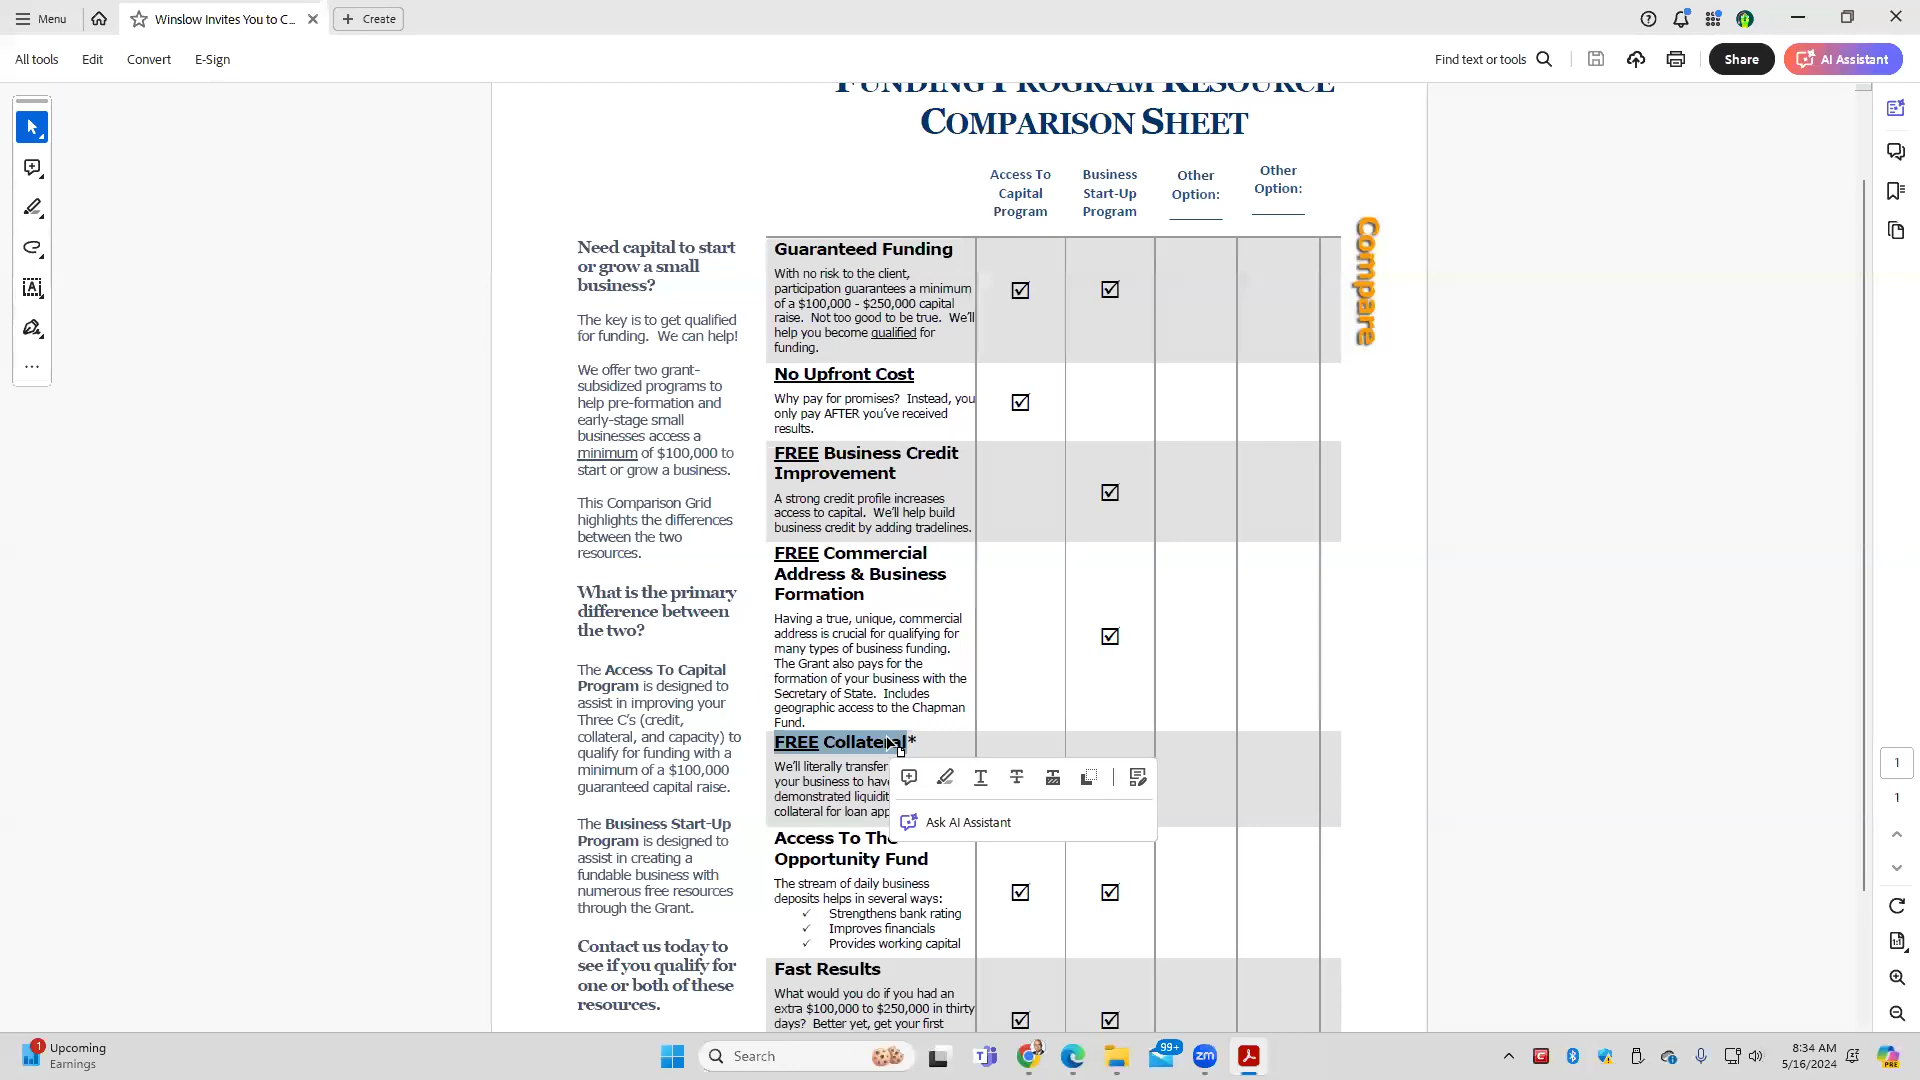 Menu
Winslow Invites You to C...
Create
All tools
Edit
Convert
E-Sign
Find text or tools
Share
AI Assistant
FUNDING PROGRAM RESOURCE
COMPARISON SHEET
Access To
Capital
Program
Business
Start-Up
Program
Other
Option:
Other
Option:
Compare
Need capital to start
or grow a small
business?
The key is to get qualified
for funding.  We can help!
We offer two grant-
subsidized programs to
help pre-formation and
early-stage small
businesses access a
minimum of $100,000 to
start or grow a business.
This Comparison Grid
highlights the differences
between the two
resources.
What is the primary
difference between
the two?
The Access To Capital
Program is designed to
assist in improving your
Three C's (credit,
collateral, and capacity) to
qualify for funding with a
minimum of a $100,000
guaranteed capital raise.
The Business Start-Up
Program is designed to
assist in creating a
fundable business with
numerous free resources
through the Grant.
Contact us today to
see if you qualify for
one or both of these
resources.
Guaranteed Funding
With no risk to the client,
participation guarantees a minimum
of a $100,000 - $250,000 capital
raise.  Not too good to be true.  We'll
help you become qualified for
funding.
No Upfront Cost
Why pay for promises?  Instead, you
only pay AFTER you've received
results.
FREE Business Credit
Improvement
A strong credit profile increases
access to capital.  We'll help build
business credit by adding tradelines.
FREE Commercial
Address & Business
Formation
Having a true, unique, commercial
address is crucial for qualifying for
many types of business funding.
The Grant also pays for the
formation of your business with the
Secretary of State.  Includes
geographic access to the Chapman
Fund.
FREE Collateral*
We'll literally transfer
your business to have
demonstrated liquidit
collateral for loan app
Ask AI Assistant
Access To The
Opportunity Fund
The stream of daily business
deposits helps in several ways:
✓ Strengthens bank rating
✓ Improves financials
✓ Provides working capital
Fast Results
What would you do if you had an
extra $100,000 to $250,000 in thirty
days?  Better yet, get your first
1
1
1
Upcoming
Earnings
Search
99+
8:34 AM
5/16/2024